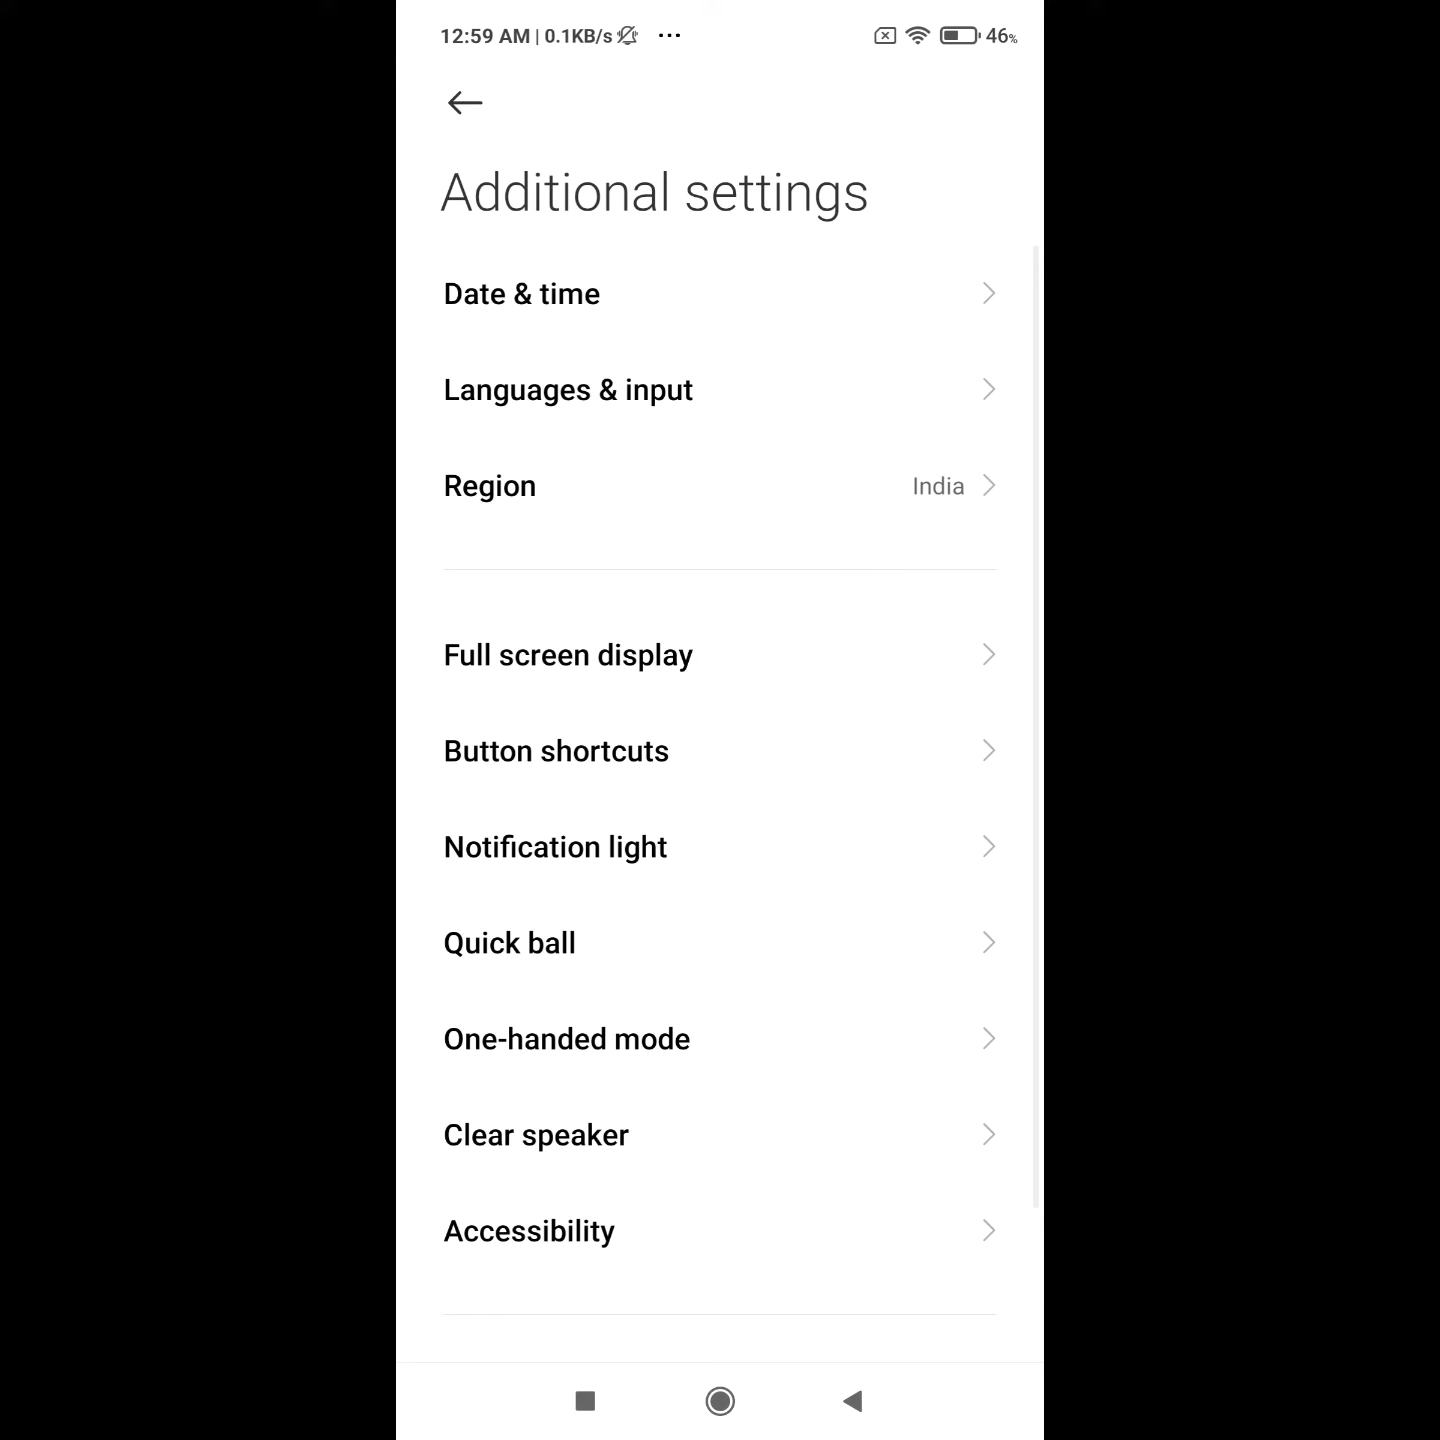 12:59 AM | 0.1KB/s ... 46%
Additional settings
Date & time
Languages & input
Region India
Full screen display
Button shortcuts
Notification light
Quick ball
One-handed mode
Clear speaker
Accessibility